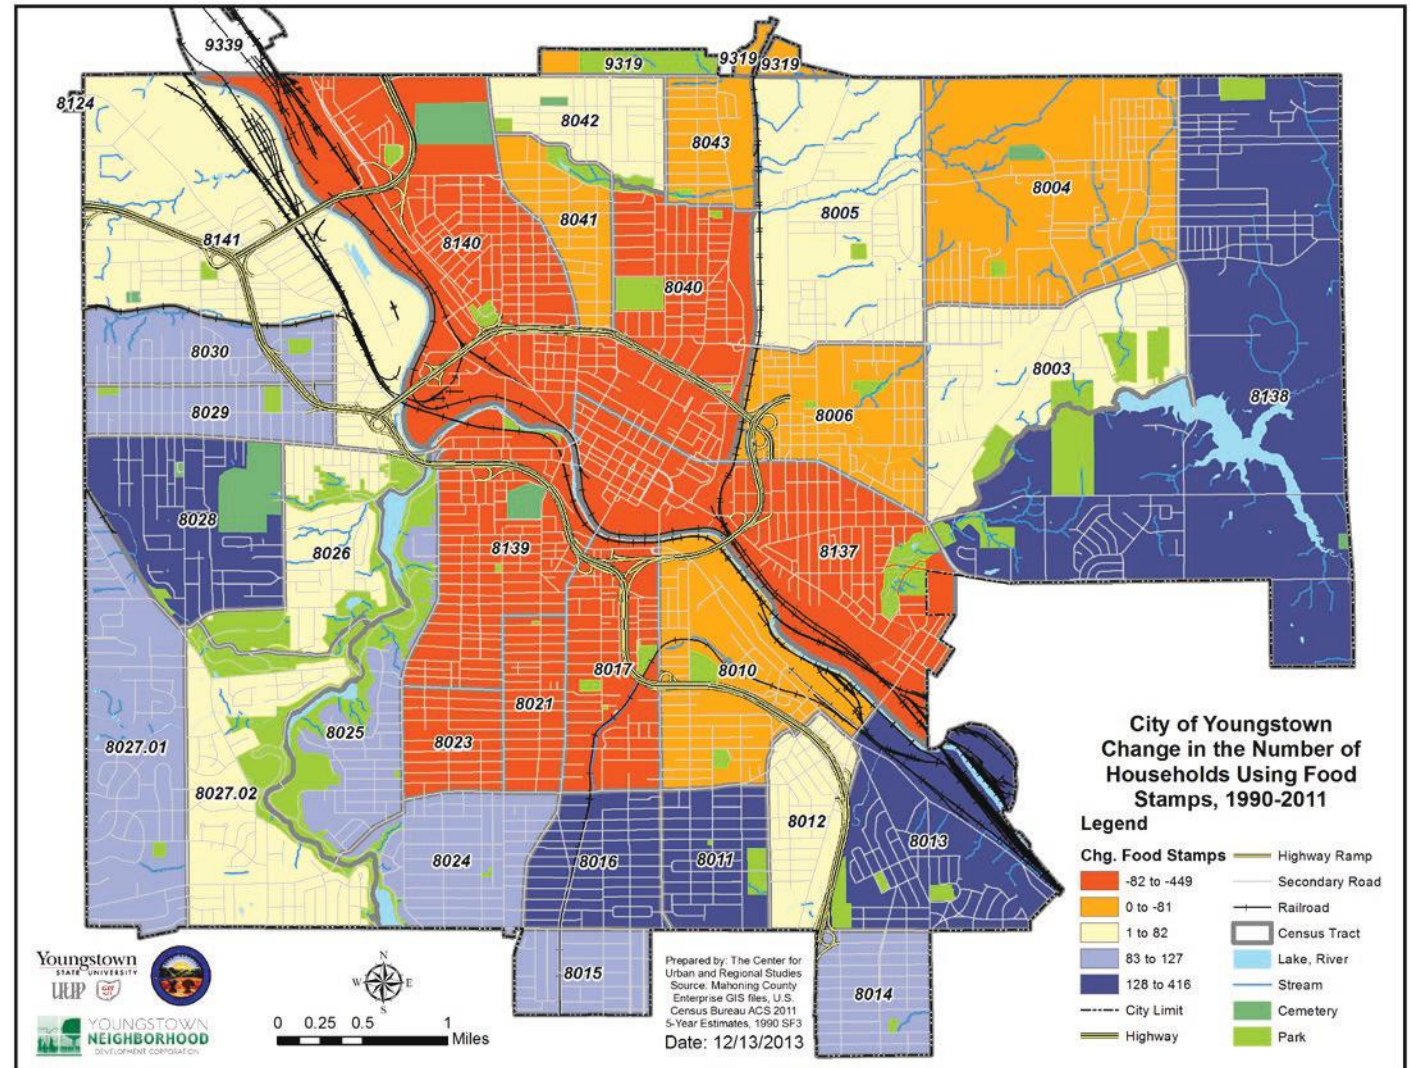 9339
9319
9319
9319
8124
8042
8043
8004
8041
8005
8141
8140
8040
8030
8003
8029
8006
8138
8028
8026
8139
8137
8017
8010
8021
8025
8023
8027.01
8027.02
8012
8013
8024
8016
8011
8015
8014
City of Youngstown
Change in the Number of
Households Using Food
Stamps, 1990-2011
Legend
Chg. Food Stamps
-82 to -449
0 to -81
1 to 82
83 to 127
128 to 416
City Limit
Highway
Highway Ramp
Secondary Road
Railroad
Census Tract
Lake, River
Stream
Cemetery
Park
Youngstown
STATE UNIVERSITY
YOUNGSTOWN
NEIGHBORHOOD
DEVELOPMENT CORPORATION
N
W E
S
0 0.25 0.5 1
Miles
Prepared by: The Center for
Urban and Regional Studies
Source: Mahoning County
Enterprise GIS files, U.S.
Census Bureau ACS 2011
5-Year Estimates, 1990 SF3
Date: 12/13/2013